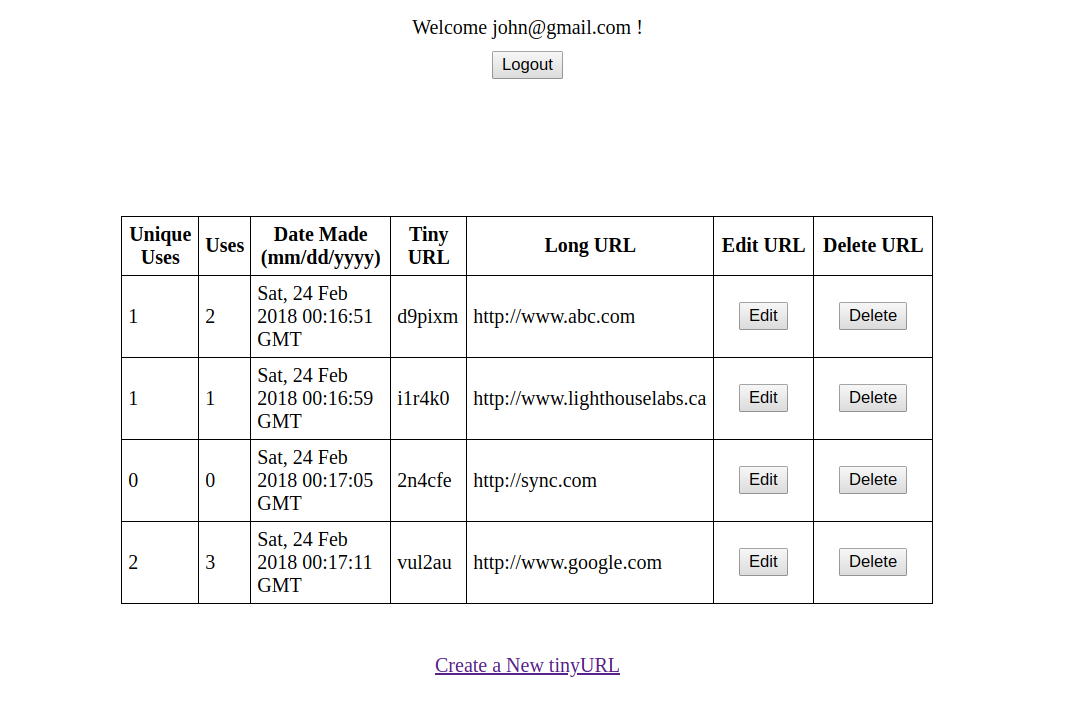 Welcome john@gmail.com !
Logout
Unique Uses Uses Date Made (mm/dd/yyyy) Tiny URL Long URL Edit URL Delete URL
1 2 Sat, 24 Feb 2018 00:16:51 GMT d9pixm http://www.abc.com Edit Delete
1 1 Sat, 24 Feb 2018 00:16:59 GMT i1r4k0 http://www.lighthouselabs.ca Edit Delete
0 0 Sat, 24 Feb 2018 00:17:05 GMT 2n4cfe http://sync.com Edit Delete
2 3 Sat, 24 Feb 2018 00:17:11 GMT vul2au http://www.google.com Edit Delete
Create a New tinyURL